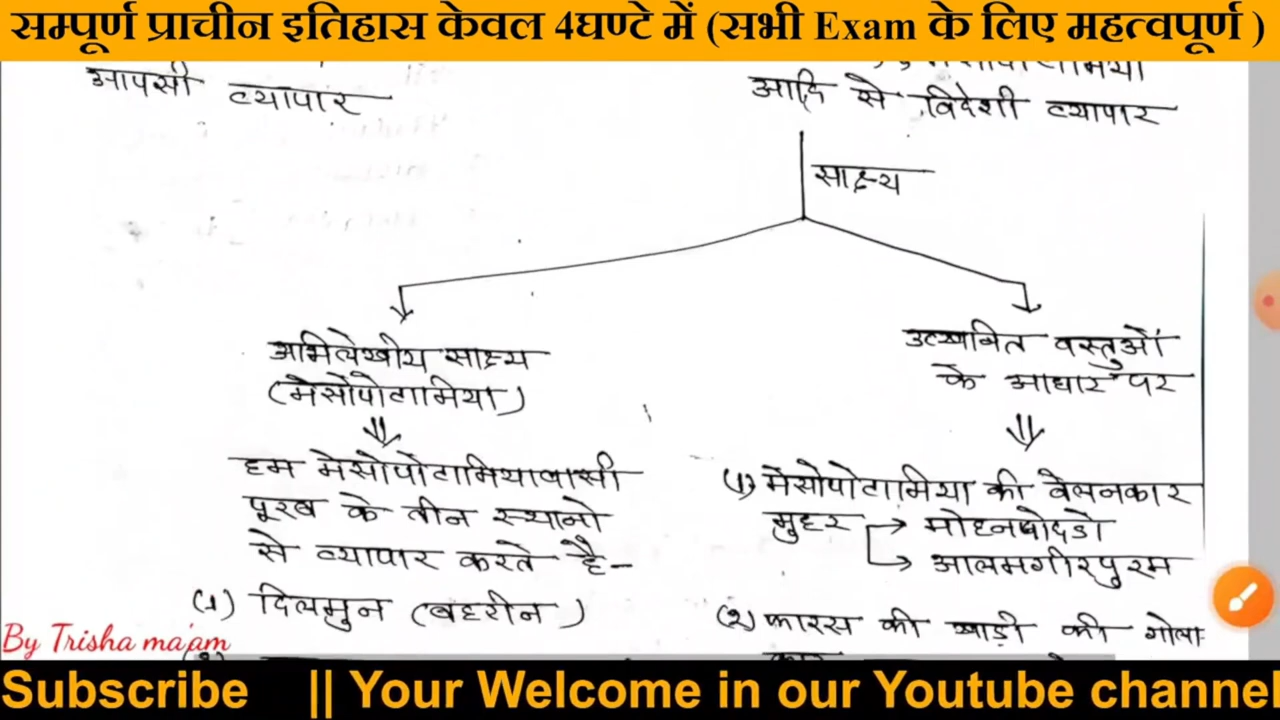 सम्पूर्ण प्राचीन इतिहास केवल 4घण्टे में (सभी Exam के लिए महत्वपूर्ण )
आपसी व्यापार
आदि से विदेशी व्यापार
साक्ष्य
अभिलेखीय साक्ष्य
(मेसोपोटामिया)
हम मेसोपोटामियावासी
पूरब के तीन स्थानो
से व्यापार करते है-
(1) दिलमुन (बहरीन)
उत्खनित वस्तुओं
के आधार पर
(1) मेसोपोटामिया की बेलनकार
मुहर → मोहनजोदडो
→ आलमगीरपुरम
(2) फारस की खाड़ी की गोला
By Trisha ma'am
Subscribe || Your Welcome in our Youtube channel